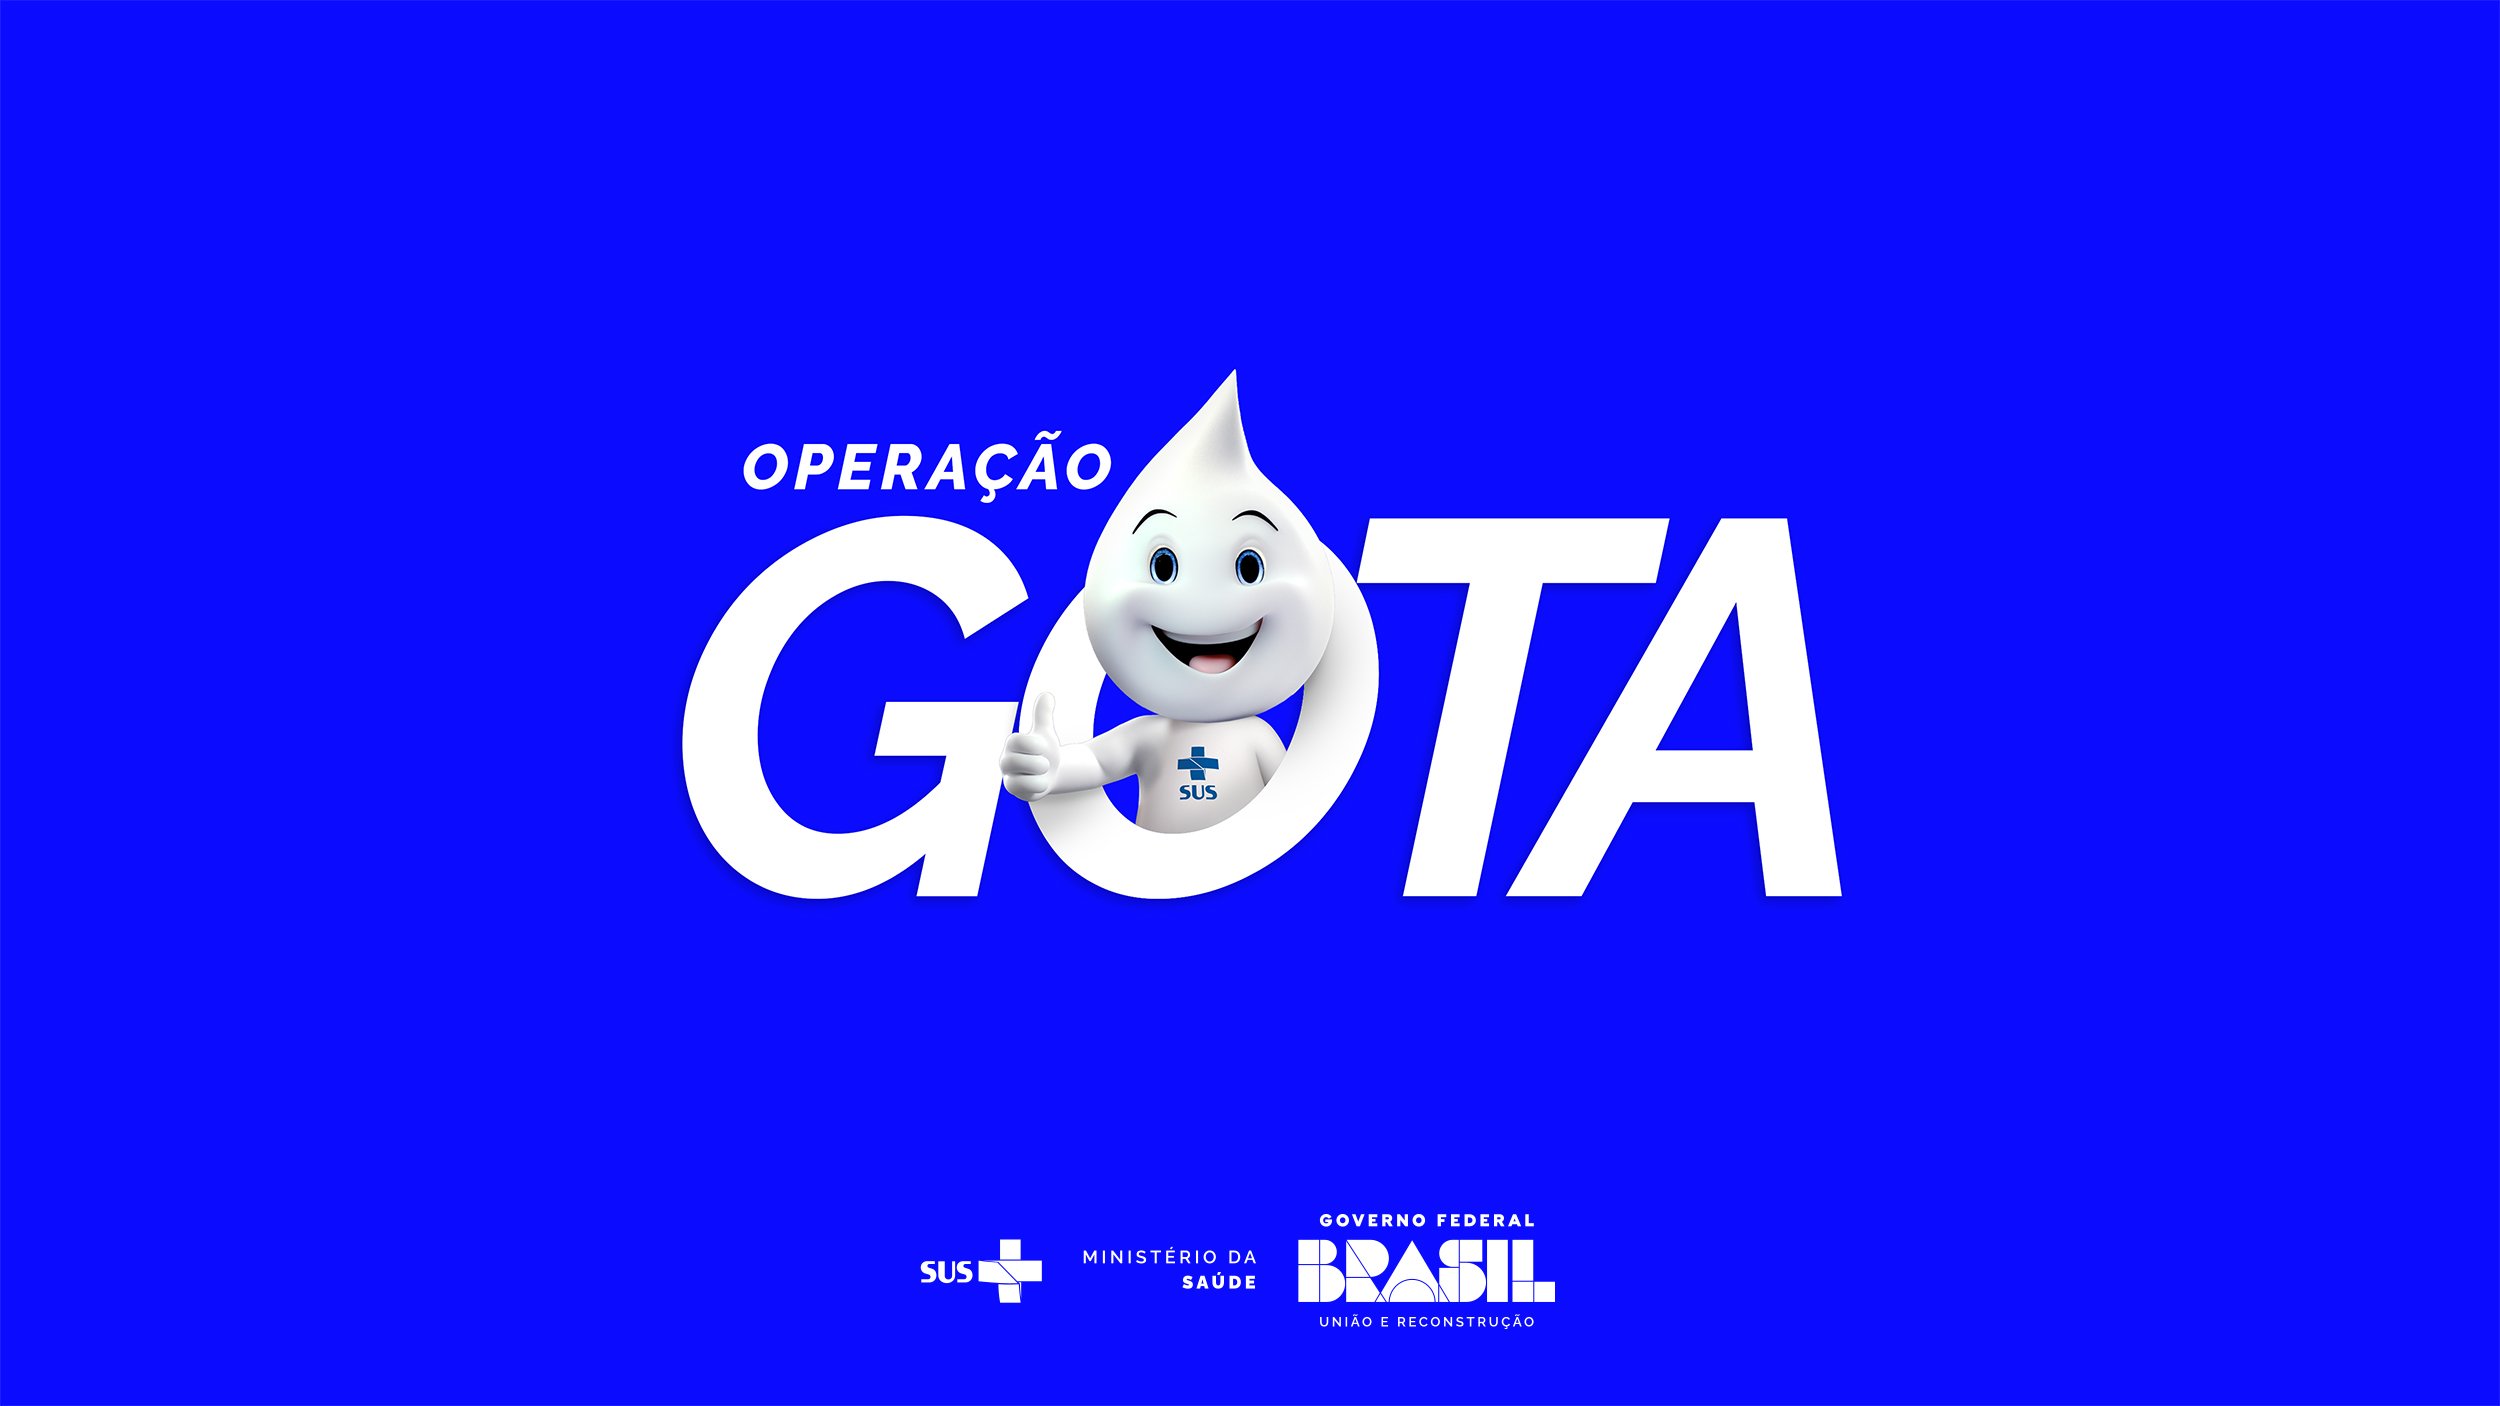 OPERAÇÃO
GOTA
SUS
SUS
MINISTÉRIO DA
SAÚDE
GOVERNO FEDERAL
BRASIL
UNIÃO E RECONSTRUÇÃO